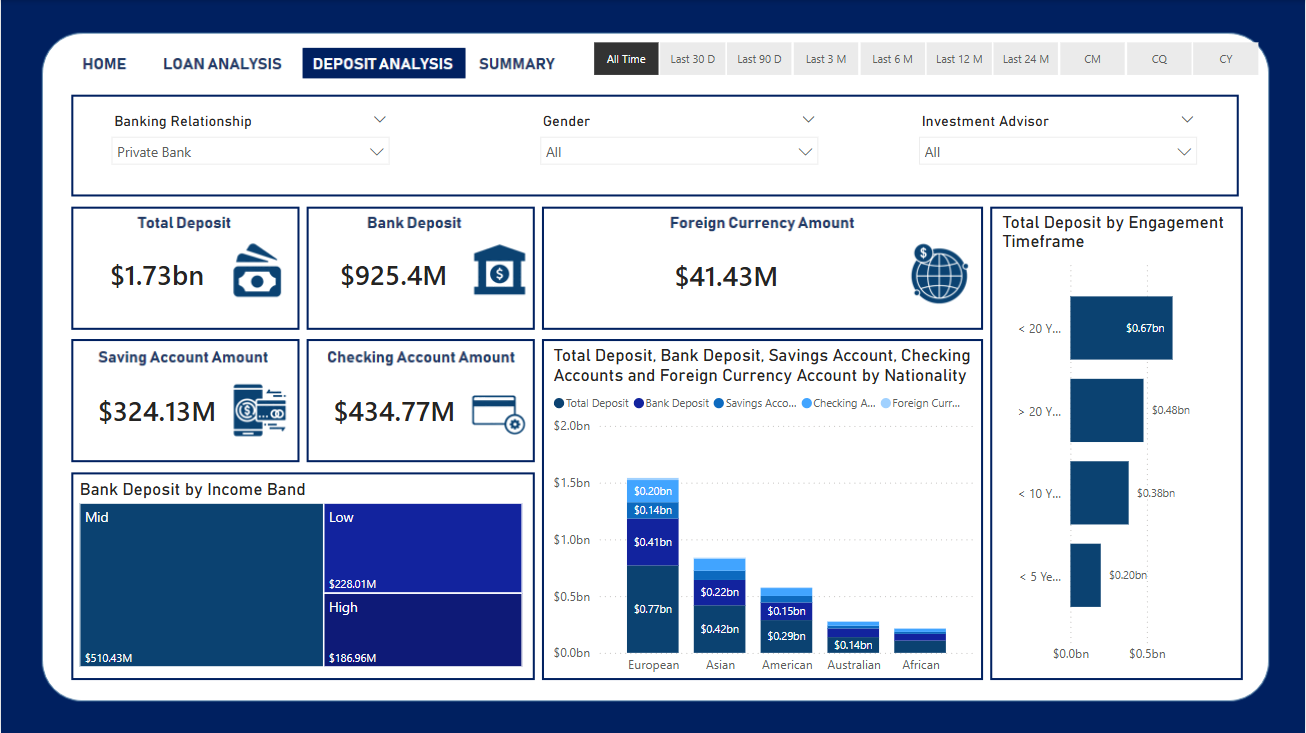 HOME LOAN ANALYSIS DEPOSIT ANALYSIS SUMMARY
All Time Last 30 D Last 90 D Last 3 M Last 6 M Last 12 M Last 24 M CM CQ CY
Banking Relationship
Private Bank
Gender
All
Investment Advisor
All
Total Deposit
$1.73bn
Bank Deposit
$925.4M
Foreign Currency Amount
$41.43M
Saving Account Amount
$324.13M
Checking Account Amount
$434.77M
Bank Deposit by Income Band
Mid
$510.43M
Low
$228.01M
High
$186.96M
Total Deposit, Bank Deposit, Savings Account, Checking
Accounts and Foreign Currency Account by Nationality
Total Deposit Bank Deposit Savings Acco... Checking A... Foreign Curr...
$2.0bn
$1.5bn
$1.0bn
$0.5bn
$0.0bn
$0.20bn
$0.14bn
$0.41bn
$0.77bn
$0.22bn
$0.42bn
$0.15bn
$0.29bn
$0.14bn
European Asian American Australian African
Total Deposit by Engagement
Timeframe
< 20 Y... $0.67bn
> 20 Y... $0.48bn
< 10 Y... $0.38bn
< 5 Ye... $0.20bn
$0.0bn $0.5bn